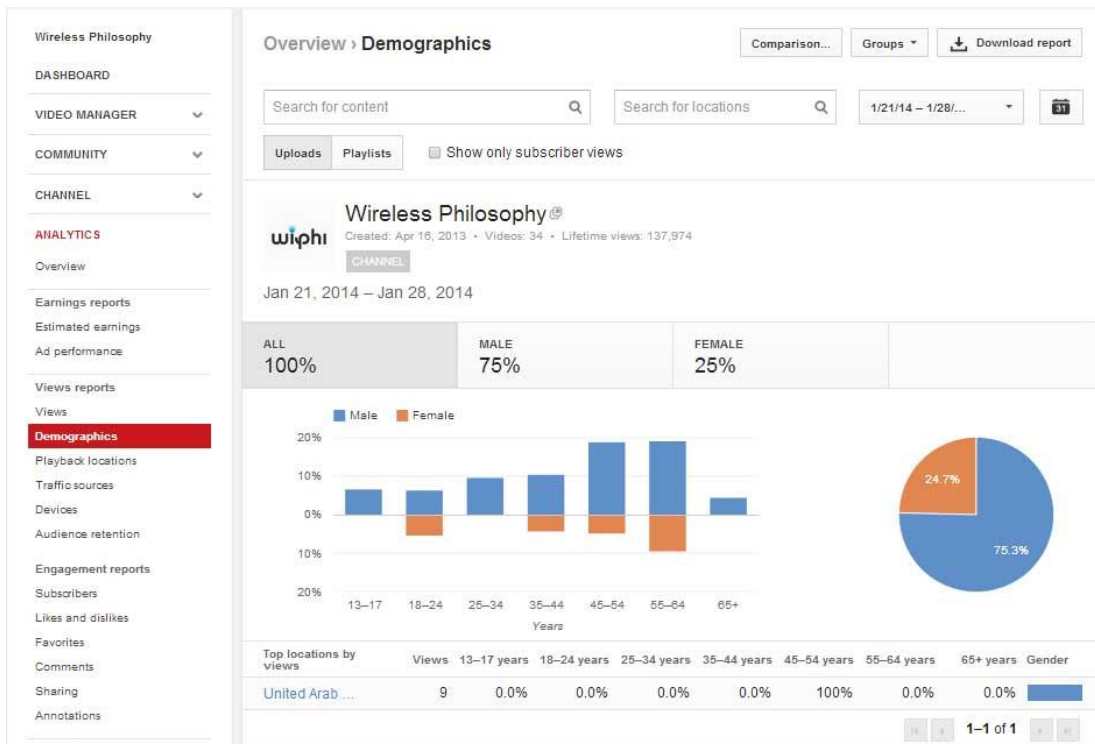 Wireless Philosophy
DASHBOARD
VIDEO MANAGER
COMMUNITY
CHANNEL
ANALYTICS
Overview
Earnings reports
Estimated earnings
Ad performance
Views reports
Views
Demographics
Playback locations
Traffic sources
Devices
Audience retention
Engagement reports
Subscribers
Likes and dislikes
Favorites
Comments
Sharing
Annotations
Overview › Demographics
Comparison... Groups Download report
Search for content Search for locations 1/21/14 – 1/28/... 31
Uploads Playlists Show only subscriber views
wiphi
Wireless Philosophy
Created: Apr 16, 2013 • Videos: 34 • Lifetime views: 137,974
CHANNEL
Jan 21, 2014 – Jan 28, 2014
ALL MALE FEMALE
100% 75% 25%
Male Female
20%
10%
0%
10%
20%
13–17 18–24 25–34 35–44 45–54 55–64 65+
Years
24.7%
75.3%
Top locations by views Views 13–17 years 18–24 years 25–34 years 35–44 years 45–54 years 55–64 years 65+ years Gender
United Arab ... 9 0.0% 0.0% 0.0% 0.0% 100% 0.0% 0.0%
1–1 of 1